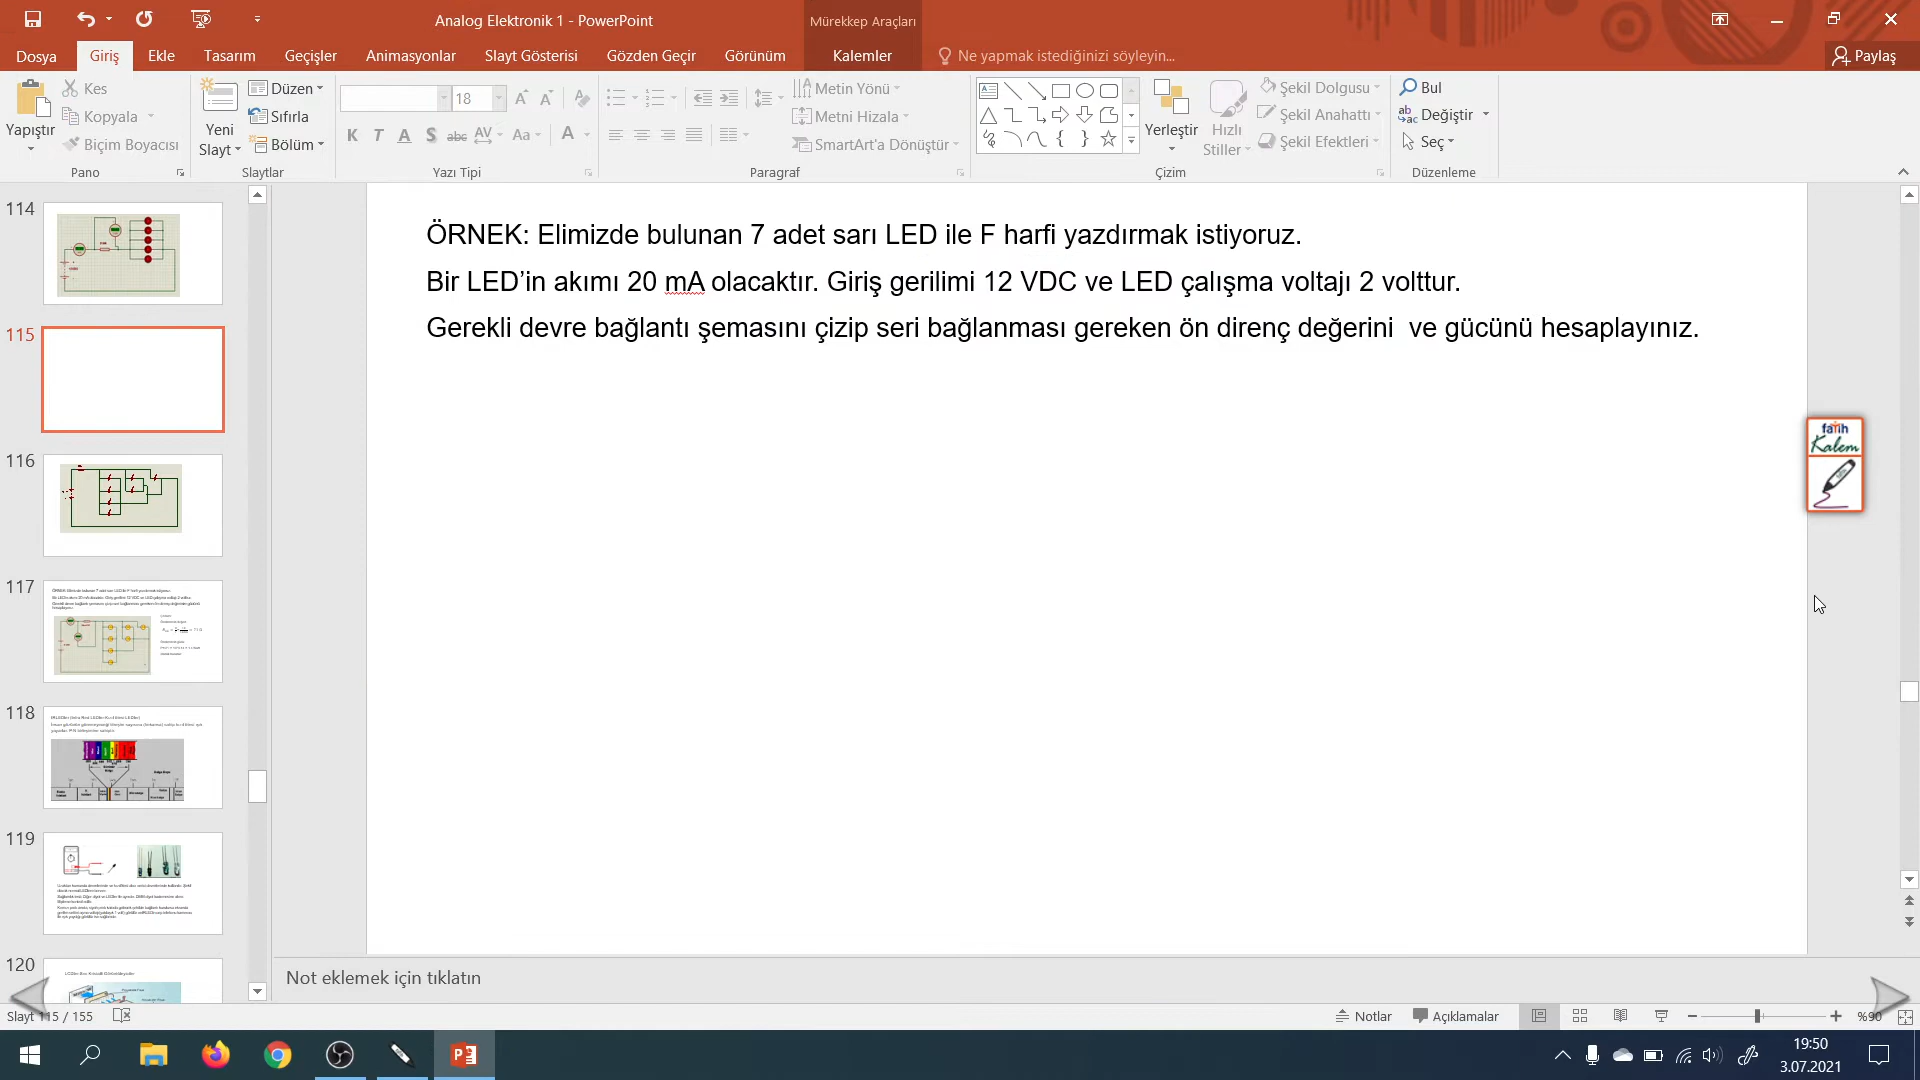 Analog Elektronik 1 - PowerPoint
Mürekkep Araçları
Dosya
Giriş
Ekle
Tasarım
Geçişler
Animasyonlar
Slayt Gösterisi
Gözden Geçir
Görünüm
Kalemler
Ne yapmak istediğinizi söyleyin...
Paylaş
Yapıştır
Kes
Kopyala
Biçim Boyacısı
Pano
Yeni
Slayt
Düzen
Sıfırla
Bölüm
Slaytlar
18
K T A S abc AV Aa A
Yazı Tipi
Metin Yönü
Metni Hizala
SmartArt'a Dönüştür
Paragraf
Yerleştir
Hızlı
Stiller
Şekil Dolgusu
Şekil Anahattı
Şekil Efektleri
Çizim
Bul
Değiştir
Seç
Düzenleme
114
115
116
117
118
119
120
ÖRNEK: Elimizde bulunan 7 adet sarı LED ile F harfi yazdırmak istiyoruz.
Bir LED’in akımı 20 mA olacaktır. Giriş gerilimi 12 VDC ve LED çalışma voltajı 2 volttur.
Gerekli devre bağlantı şemasını çizip seri bağlanması gereken ön direnç değerini  ve gücünü hesaplayınız.
fatih
Kalem
Not eklemek için tıklatın
Slayt 115 / 155
Notlar
Açıklamalar
%90
19:50
3.07.2021